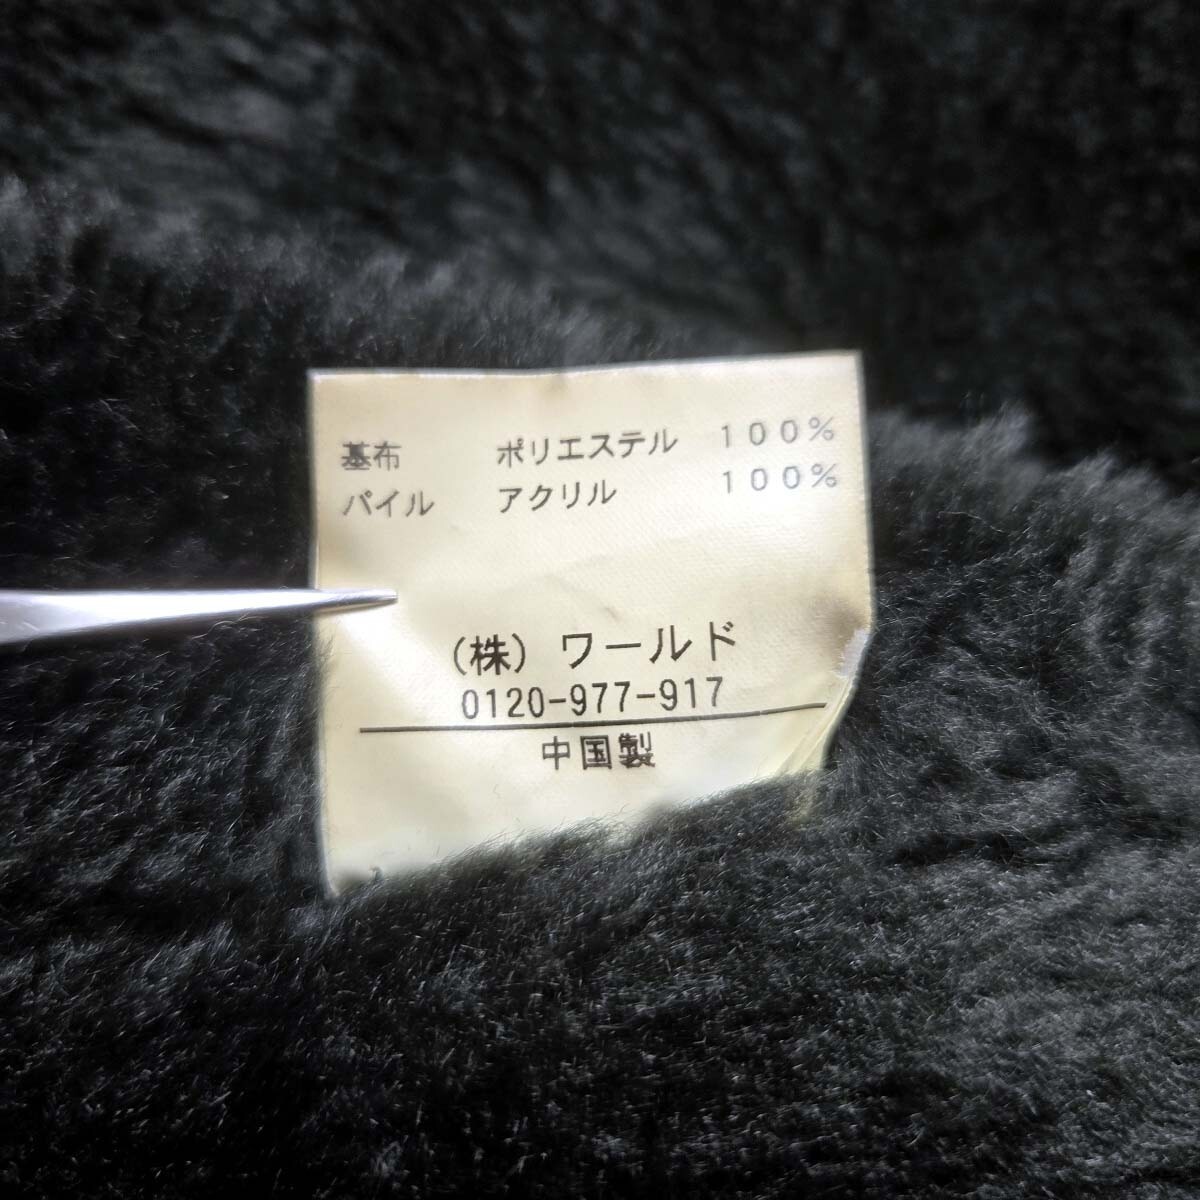 基布 ポリエステル 100%
パイル アクリル 100%
(株) ワールド
0120-977-917
中国製